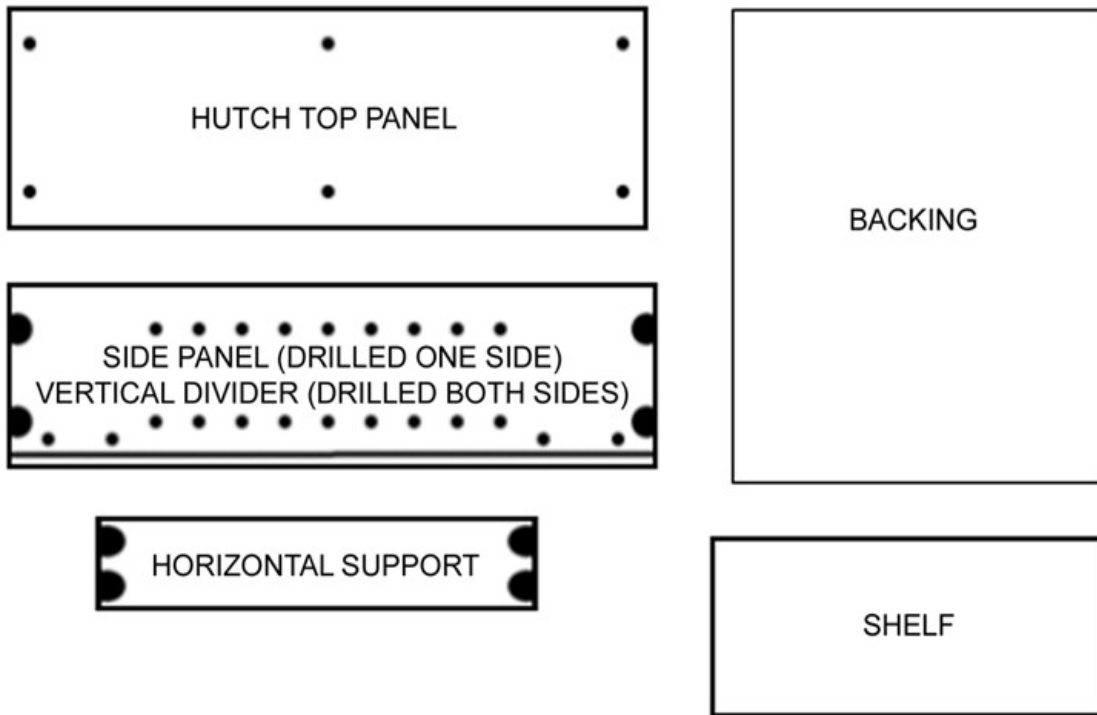 HUTCH TOP PANEL
BACKING
SIDE PANEL (DRILLED ONE SIDE)
VERTICAL DIVIDER (DRILLED BOTH SIDES)
HORIZONTAL SUPPORT
SHELF